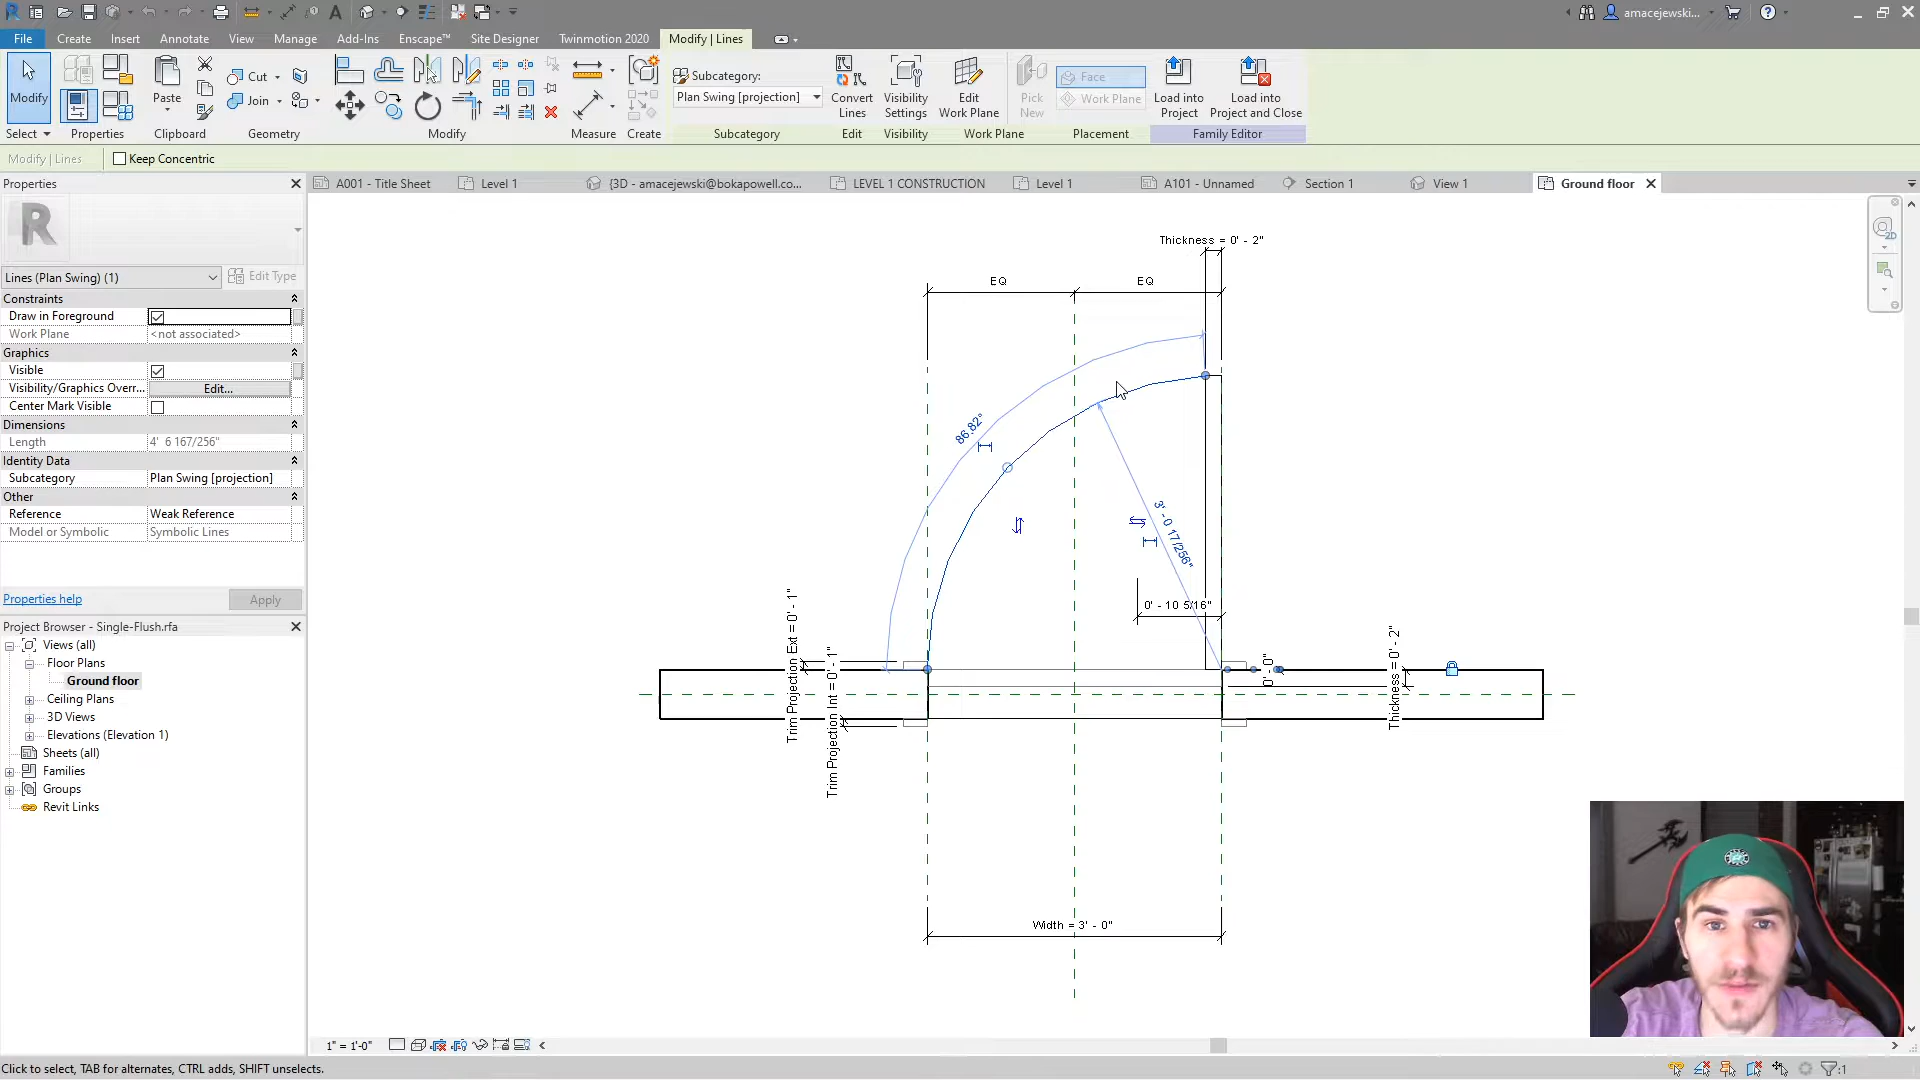 amacejewski...
File
Create
Insert
Annotate
View
Manage
Add-Ins
Enscape™
Site Designer
Twinmotion 2020
Modify | Lines
Modify
Cut
Join
Paste
Subcategory:
Plan Swing [projection]
Convert
Lines
Visibility
Settings
Edit
Work Plane
Pick
New
Face
Work Plane
Load into
Project
Load into
Project and Close
Select
Properties
Clipboard
Geometry
Modify
Measure
Create
Subcategory
Edit
Visibility
Work Plane
Placement
Family Editor
Modify | Lines
Keep Concentric
Properties
A001 - Title Sheet
Level 1
{3D - amacejewski@bokapowell.co...
LEVEL 1 CONSTRUCTION
Level 1
A101 - Unnamed
Section 1
View 1
Ground floor
Lines (Plan Swing) (1)
Edit Type
Constraints
Draw in Foreground
Work Plane
<not associated>
Graphics
Visible
Visibility/Graphics Overr...
Edit...
Center Mark Visible
Dimensions
Length
4' 6 167/256"
Identity Data
Subcategory
Plan Swing [projection]
Other
Reference
Weak Reference
Model or Symbolic
Symbolic Lines
Properties help
Apply
Project Browser - Single-Flush.rfa
Views (all)
Floor Plans
Ground floor
Ceiling Plans
3D Views
Elevations (Elevation 1)
Sheets (all)
Families
Groups
Revit Links
Thickness = 0' - 2"
EQ
EQ
86.82°
3' - 0 17/256"
0' - 10 5/16"
Trim Projection Ext = 0' - 1"
Trim Projection Int = 0' - 1"
0' - 0"
Thickness = 0' - 2"
Width = 3' - 0"
1" = 1'-0"
Click to select, TAB for alternates, CTRL adds, SHIFT unselects.
:1
2D